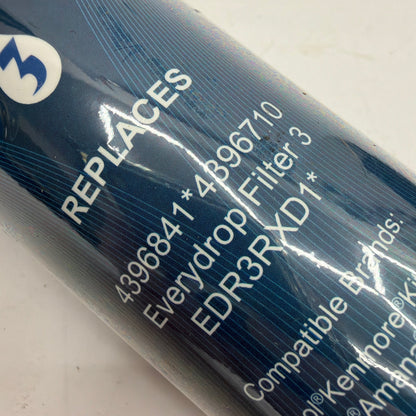 3
REPLACES
4396841*4396710
Everydrop Filter 3
EDR3RXD1*
Compatible Brands:
Kenmore®